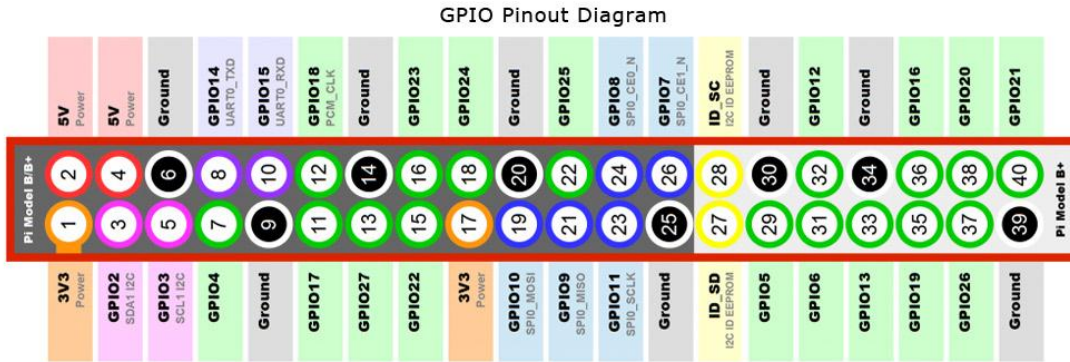 GPIO Pinout Diagram
5V
Power
5V
Power
Ground
GPIO14
UART0_TXD
GPIO15
UART0_RXD
GPIO18
PCM_CLK
Ground
GPIO23
GPIO24
Ground
GPIO25
GPIO8
SPI0_CE0_N
GPIO7
SPI0_CE1_N
ID_SC
I2C ID EEPROM
Ground
GPIO12
Ground
GPIO16
GPIO20
GPIO21
Pi Model B/B+
2 4 6 8 10 12 14 16 18 20 22 24 26 28 30 32 34 36 38 40
1 3 5 7 9 11 13 15 17 19 21 23 25 27 29 31 33 35 37 39
Pi Model B+
3V3
Power
GPIO2
SDA1 I2C
GPIO3
SCL1 I2C
GPIO4
Ground
GPIO17
GPIO27
GPIO22
3V3
Power
GPIO10
SPI0_MOSI
GPIO9
SPI0_MISO
GPIO11
SPI0_SCLK
Ground
ID_SD
I2C ID EEPROM
GPIO5
GPIO6
GPIO13
GPIO19
GPIO26
Ground